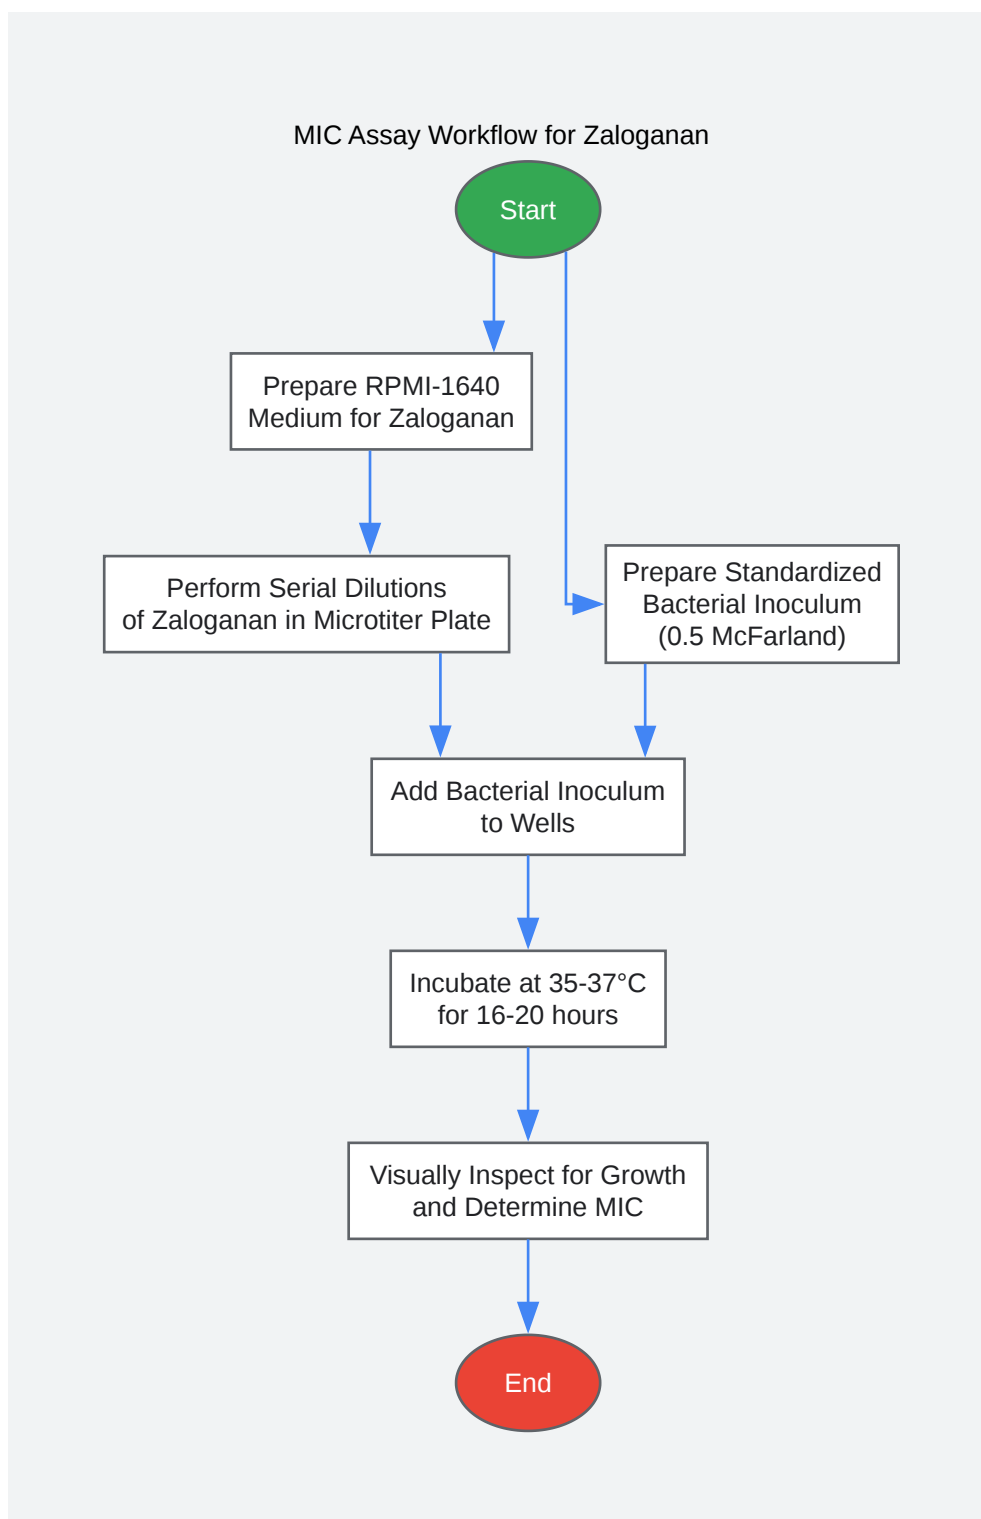 MIC Assay Workflow for Zaloganan
Start
Prepare RPMI-1640
Medium for Zaloganan
Perform Serial Dilutions
of Zaloganan in Microtiter Plate
Prepare Standardized
Bacterial Inoculum
(0.5 McFarland)
Add Bacterial Inoculum
to Wells
Incubate at 35-37°C
for 16-20 hours
Visually Inspect for Growth
and Determine MIC
End